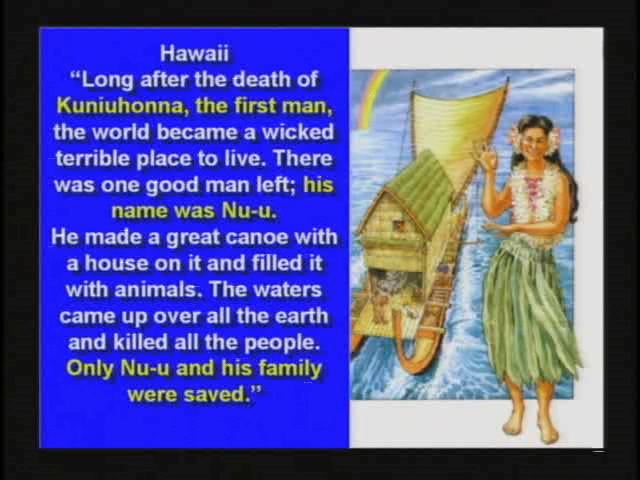 Hawaii
“Long after the death of
Kuniuhonna, the first man,
the world became a wicked
terrible place to live. There
was one good man left; his
name was Nu-u.
He made a great canoe with
a house on it and filled it
with animals. The waters
came up over all the earth
and killed all the people.
Only Nu-u and his family
were saved.”